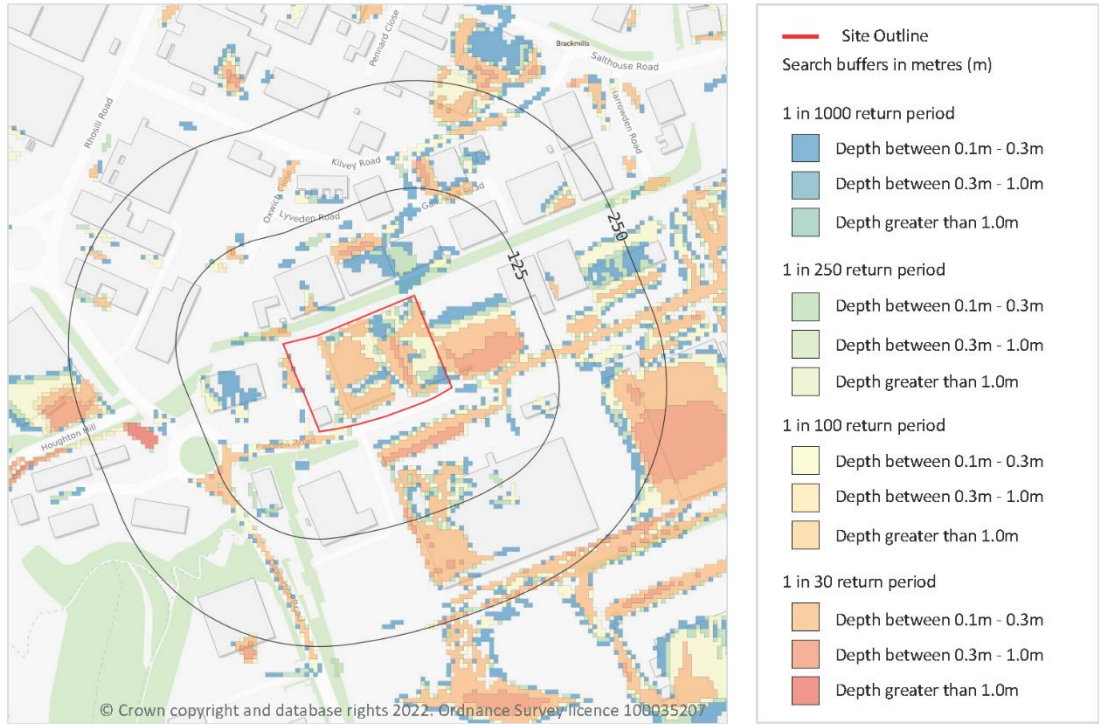 Pennard Close
Brackmills
Salthouse Road
Harrowden Road
Rhosili Road
Kilvey Road
Lyveden Road
250
125
Houghton Hill
© Crown copyright and database rights 2022. Ordnance Survey licence 100035207
Site Outline
Search buffers in metres (m)
1 in 1000 return period
Depth between 0.1m - 0.3m
Depth between 0.3m - 1.0m
Depth greater than 1.0m
1 in 250 return period
Depth between 0.1m - 0.3m
Depth between 0.3m - 1.0m
Depth greater than 1.0m
1 in 100 return period
Depth between 0.1m - 0.3m
Depth between 0.3m - 1.0m
Depth greater than 1.0m
1 in 30 return period
Depth between 0.1m - 0.3m
Depth between 0.3m - 1.0m
Depth greater than 1.0m